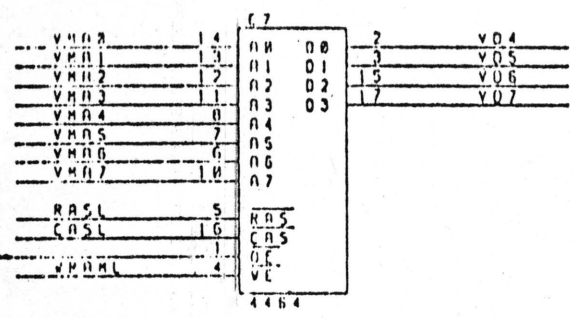 G7
VMA0 14 A0 D0 2 VD4
VMA1 13 A1 D1 3 VD5
VMA2 12 A2 D2 15 VD6
VMA3 11 A3 D3 17 VD7
VMA4 8 A4
VMA5 7 A5
VMA6 6 A6
VMA7 10 A7
RASL 5 RAS
CASL 16 CAS
1 OE
VRAML 4 WE
4464